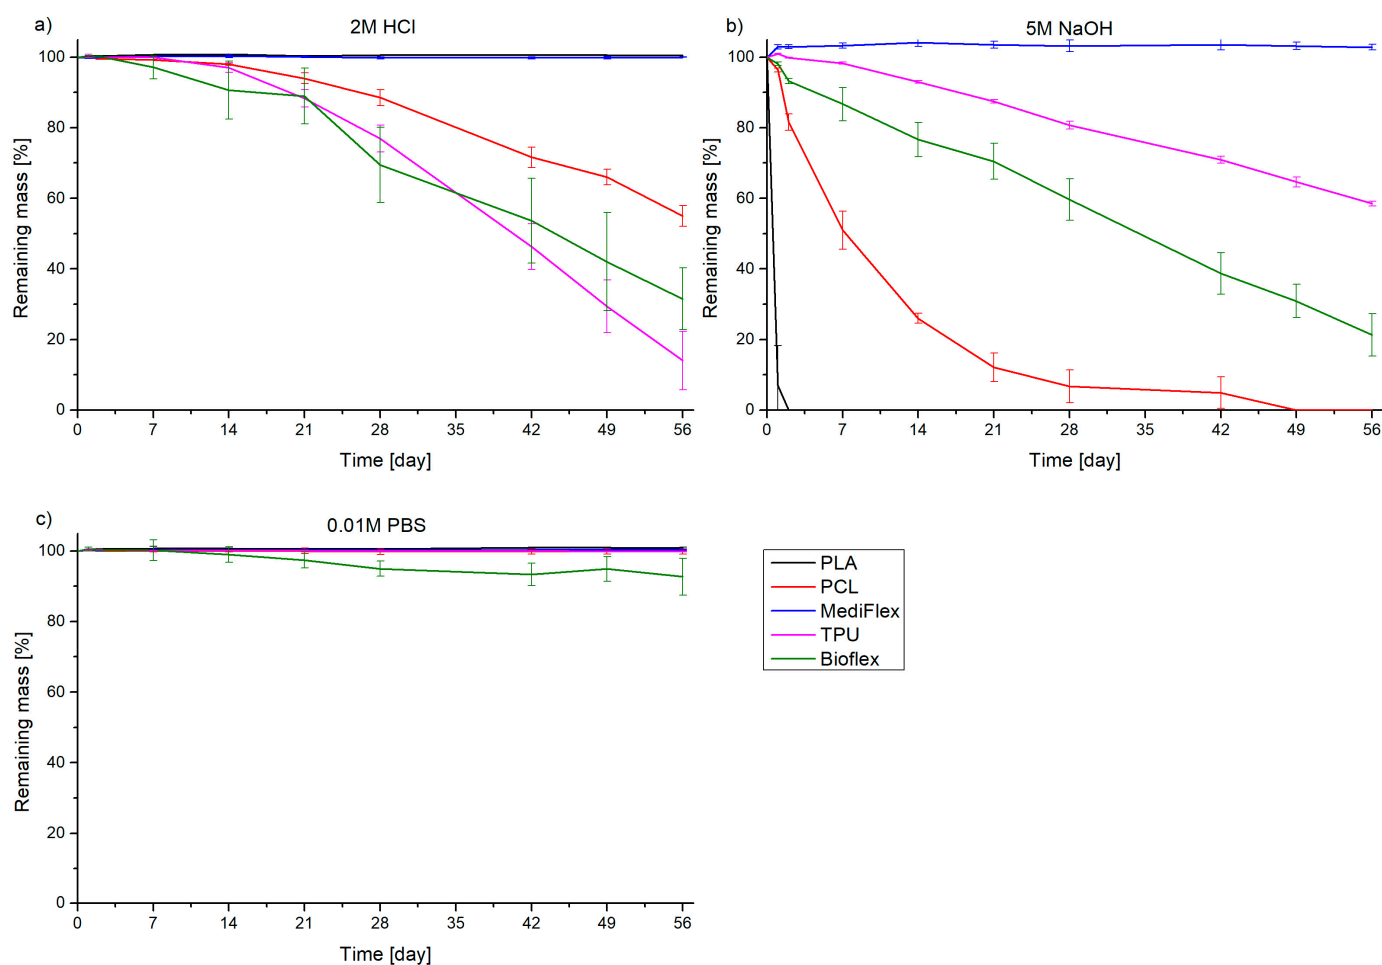 a)
2M HCl
100
80
60
40
20
0
Remaining mass [%]
0 7 14 21 28 35 42 49 56
Time [day]
b)
5M NaOH
100
80
60
40
20
0
Remaining mass [%]
0 7 14 21 28 35 42 49 56
Time [day]
c)
0.01M PBS
100
80
60
40
20
0
Remaining mass [%]
0 7 14 21 28 35 42 49 56
Time [day]
PLA
PCL
MediFlex
TPU
Bioflex